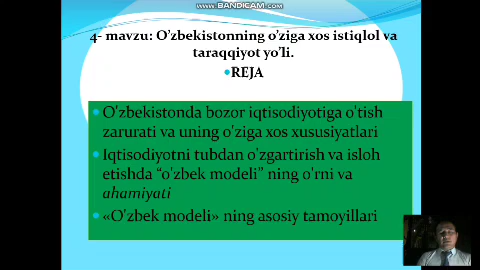 www.BANDICAM.com
4- mavzu: O’zbekistonning o’ziga xos istiqlol va
taraqqiyot yo’li.
REJA
O'zbekistonda bozor iqtisodiyotiga o'tish
zarurati va uning o'ziga xos xususiyatlari
Iqtisodiyotni tubdan o'zgartirish va isloh
etishda “o'zbek modeli” ning o'rni va
ahamiyati
«O'zbek modeli» ning asosiy tamoyillari